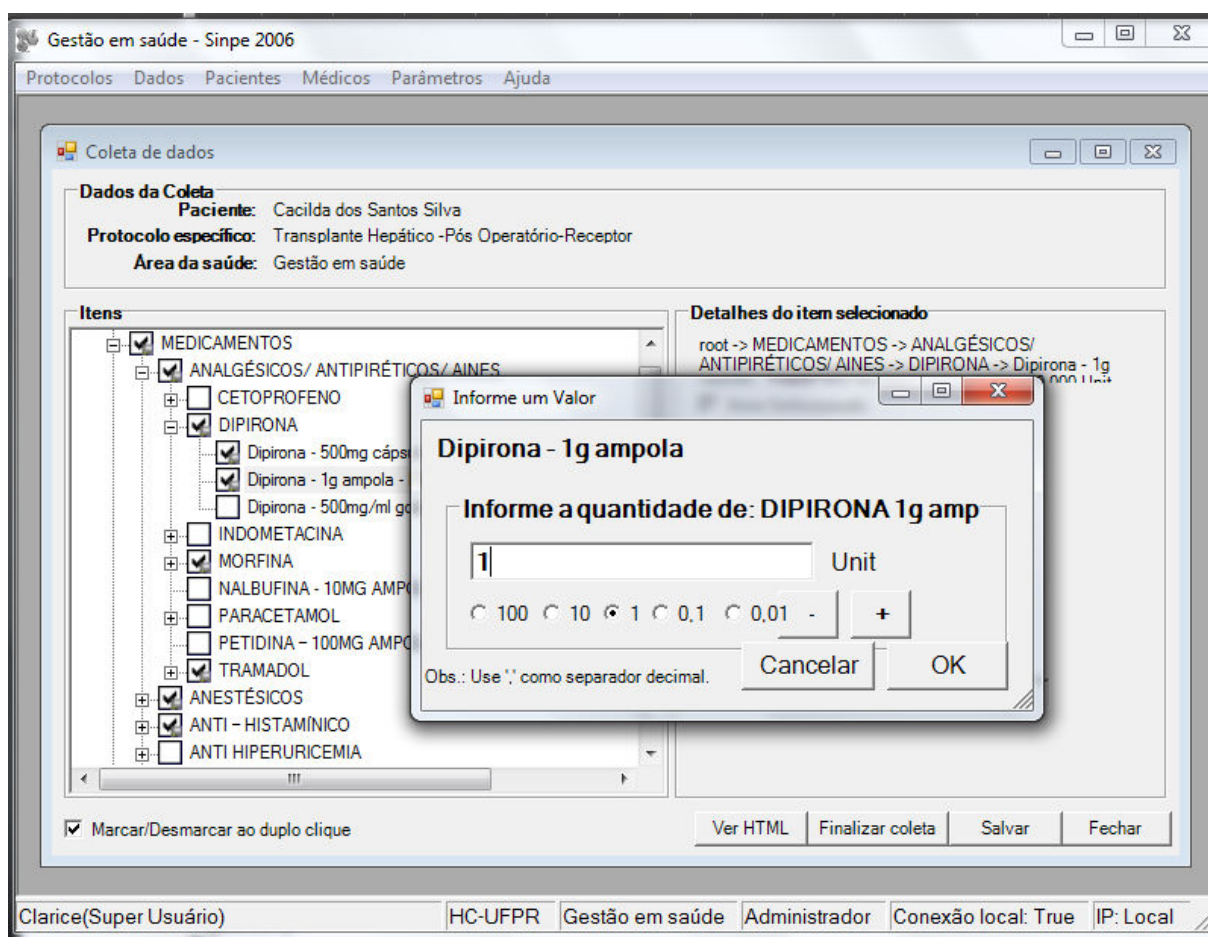 Gestão em saúde - Sinpe 2006
Protocolos Dados Pacientes Médicos Parâmetros Ajuda
Coleta de dados
Dados da Coleta
Paciente: Cacilda dos Santos Silva
Protocolo específico: Transplante Hepático -Pós Operatório-Receptor
Área da saúde: Gestão em saúde
Itens
MEDICAMENTOS
ANALGÉSICOS/ ANTIPIRÉTICOS/ AINES
CETOPROFENO
DIPIRONA
Dipirona - 500mg cáps
Dipirona - 1g ampola -
Dipirona - 500mg/ml go
INDOMETACINA
MORFINA
NALBUFINA - 10MG AMP
PARACETAMOL
PETIDINA – 100MG AMPO
TRAMADOL
ANESTÉSICOS
ANTI – HISTAMÍNICO
ANTI HIPERURICEMIA
Detalhes do item selecionado
root -> MEDICAMENTOS -> ANALGÉSICOS/
ANTIPIRÉTICOS/ AINES -> DIPIRONA -> Dipirona - 1g
Informe um Valor
Dipirona - 1g ampola
Informe a quantidade de: DIPIRONA 1g amp
1 Unit
100 10 1 0,1 0,01 - +
Obs.: Use ',' como separador decimal.
Cancelar OK
Marcar/Desmarcar ao duplo clique
Ver HTML Finalizar coleta Salvar Fechar
Clarice(Super Usuário) HC-UFPR Gestão em saúde Administrador Conexão local: True IP: Local